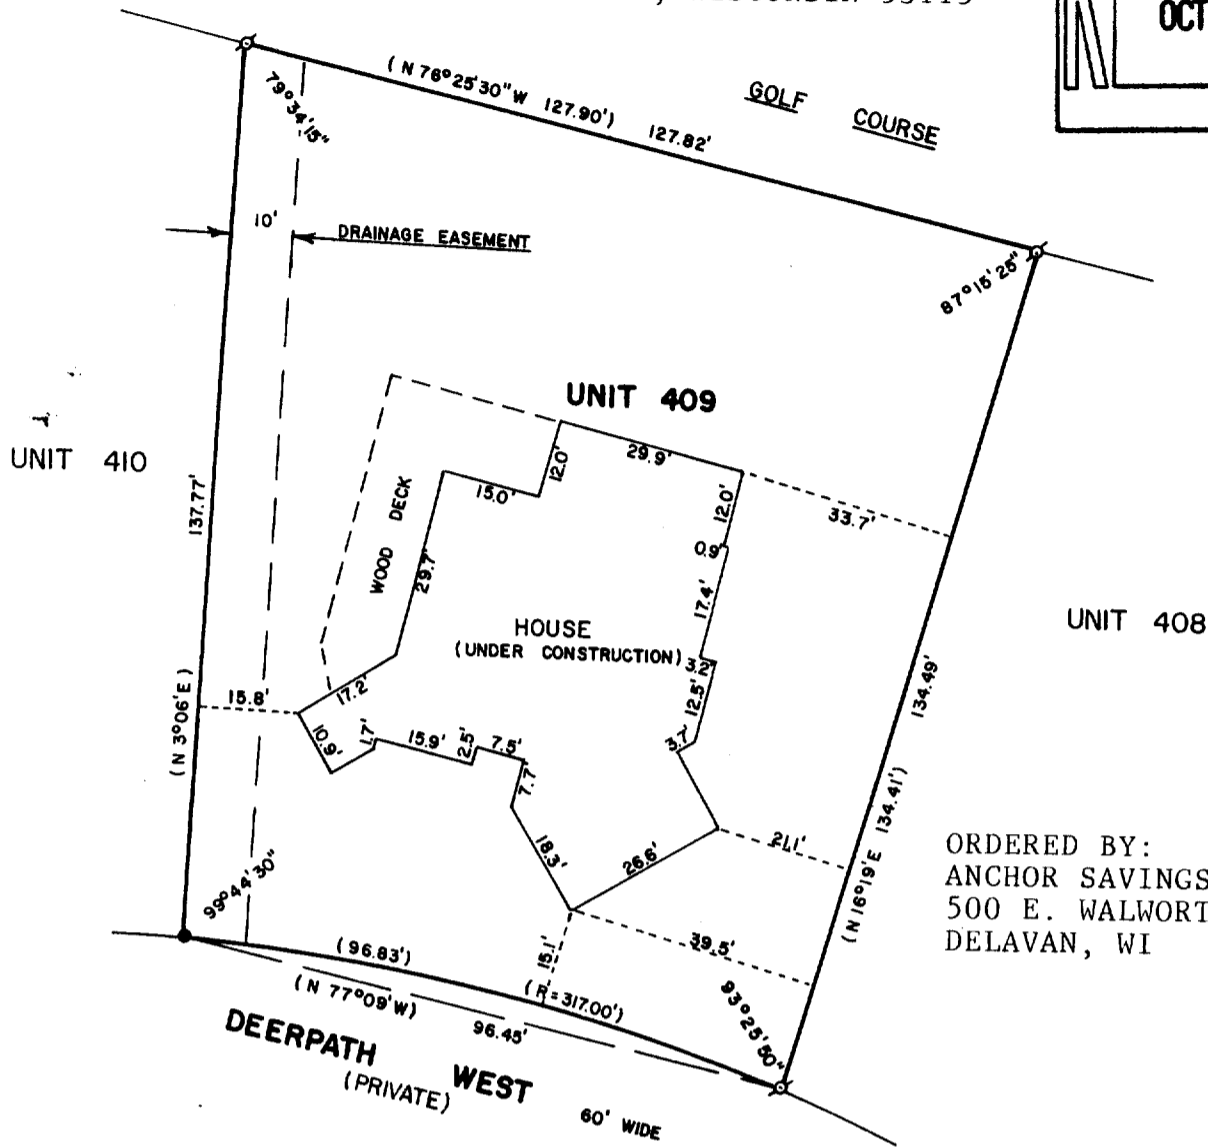 WISCONSIN 53115
OCT
(N 76°25'30" W 127.90') 127.82'
GOLF COURSE
79°34'15"
87°15'25"
10'
DRAINAGE EASEMENT
UNIT 409
UNIT 410
UNIT 408
29.9'
12.0'
15.0'
12.0'
33.7'
0.9'
WOOD DECK
29.7'
17.4'
137.77'
HOUSE
(UNDER CONSTRUCTION)
3.2'
12.5'
134.49'
15.8'
17.2'
10.9'
1.7'
15.9'
2.5'
7.5'
3.7'
7.7'
(N 3°06' E)
18.3'
26.6'
21.1'
(N 16°19' E 134.41')
ORDERED BY:
ANCHOR SAVINGS
500 E. WALWORT
DELAVAN, WI
99°44'30"
15.1'
39.5'
93°25'50"
(96.83')
(R=317.00')
(N 77°09' W)
96.45'
DEERPATH WEST
(PRIVATE)
60' WIDE